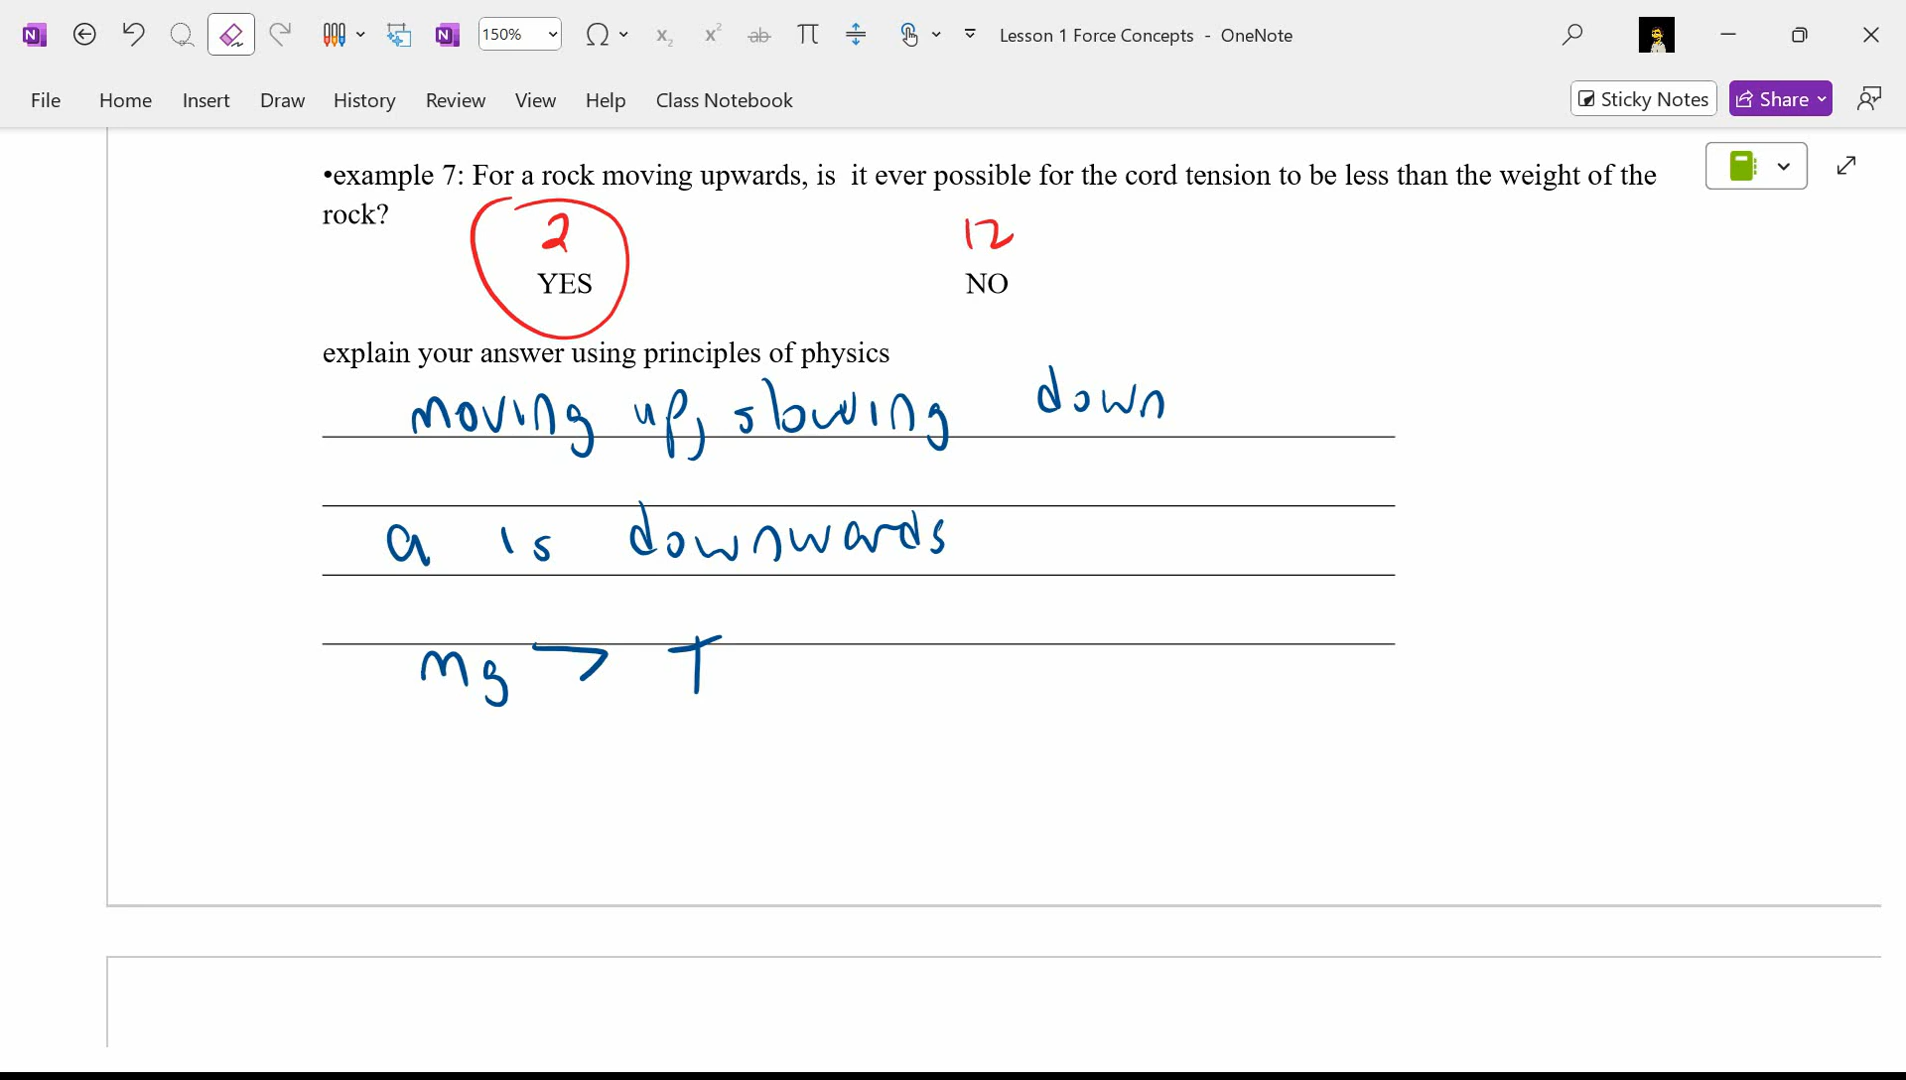 150%
Lesson 1 Force Concepts - OneNote
File Home Insert Draw History Review View Help Class Notebook
Sticky Notes Share
•example 7: For a rock moving upwards, is it ever possible for the cord tension to be less than the weight of the
rock?
2 12
YES NO
explain your answer using principles of physics
moving up, slowing down
a is downwards
mg > T